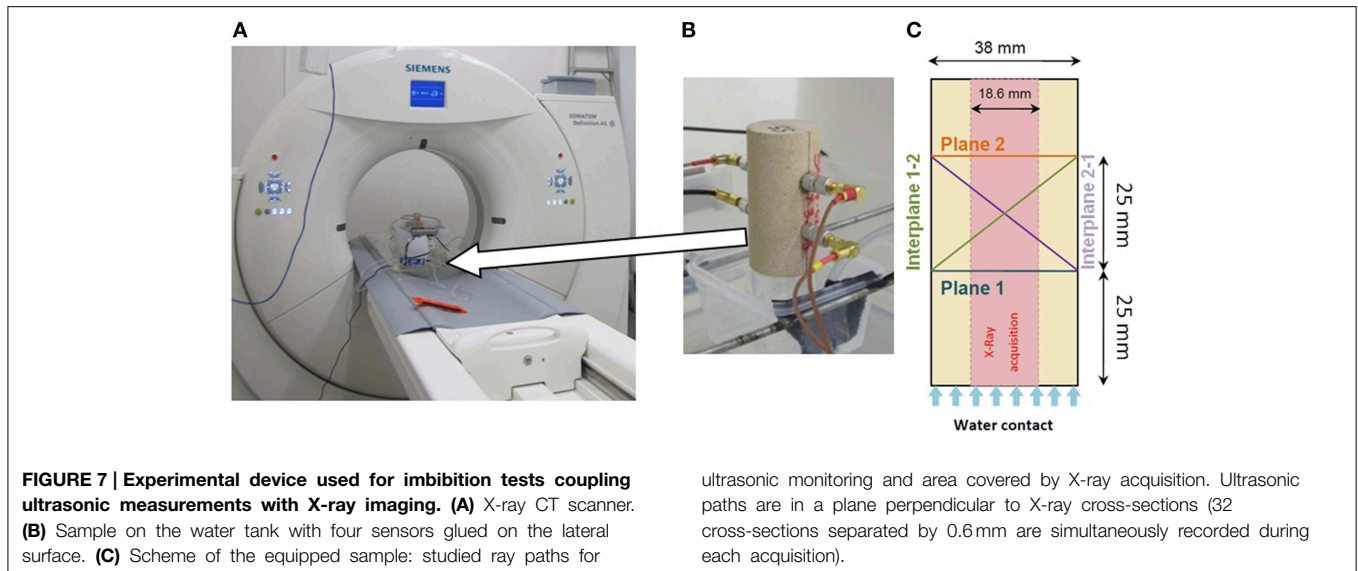 A
B
C
SIEMENS
SOMATOM
Definition AS
38 mm
18.6 mm
Plane 2
Interplane 1-2
Interplane 2-1
25 mm
Plane 1
25 mm
X-Ray
acquisition
Water contact
FIGURE 7 | Experimental device used for imbibition tests coupling
ultrasonic measurements with X-ray imaging. (A) X-ray CT scanner.
(B) Sample on the water tank with four sensors glued on the lateral
surface. (C) Scheme of the equipped sample: studied ray paths for
ultrasonic monitoring and area covered by X-ray acquisition. Ultrasonic
paths are in a plane perpendicular to X-ray cross-sections (32
cross-sections separated by 0.6 mm are simultaneously recorded during
each acquisition).